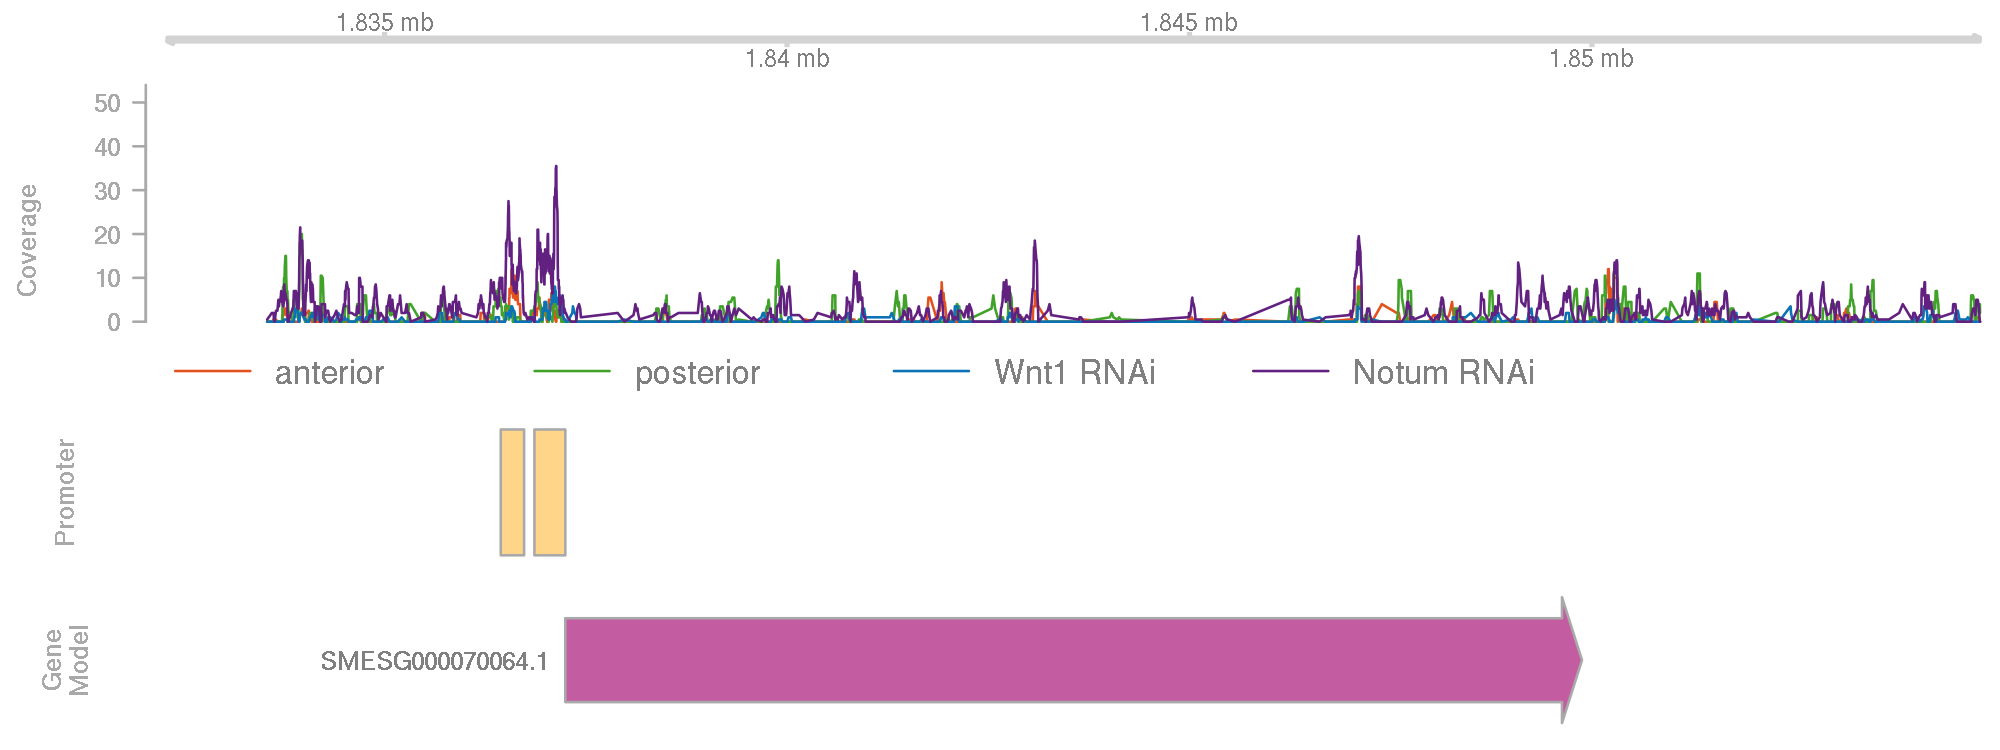 1.835 mb
1.845 mb
1.84 mb
1.85 mb
Coverage
50
40
30
20
10
0
anterior
posterior
Wnt1 RNAi
Notum RNAi
Promoter
Gene
Model
SMESG000070064.1